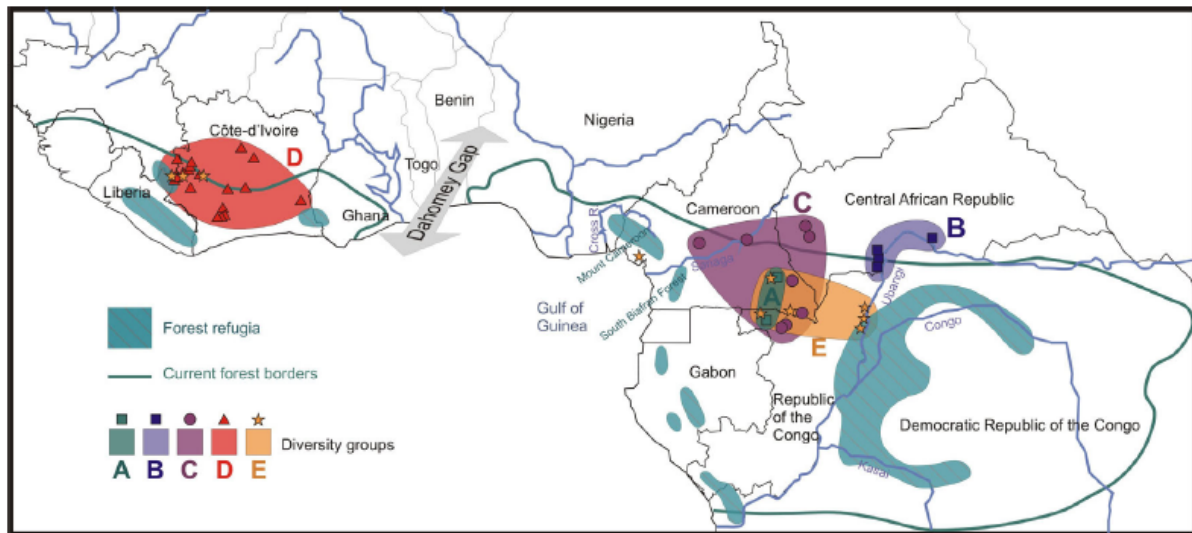 Benin
Nigeria
Côte-d'Ivoire
D
Togo
Dahomey Gap
Liberia
Ghana
Cross R.
Cameroon
C
Central African Republic
B
Mount Cameroon
Sanaga
Ubangi
A
Gulf of
Guinea
South Biafran Forest
Congo
E
Forest refugia
Current forest borders
Gabon
Republic
of the
Congo
Democratic Republic of the Congo
Kasai
Diversity groups
A B C D E